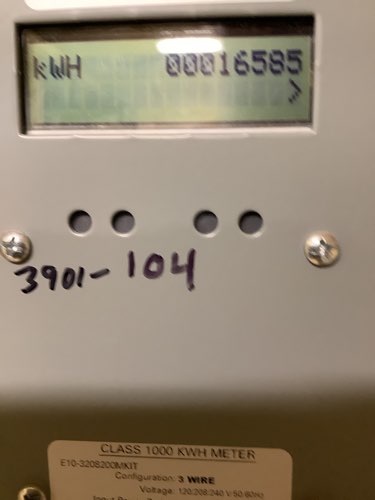 kWH 00016585
>
3901-104
CLASS 1000 KWH METER
E10-3208200MKIT
Configuration: 3 WIRE
Voltage: 120/208/240 V 50/60Hz